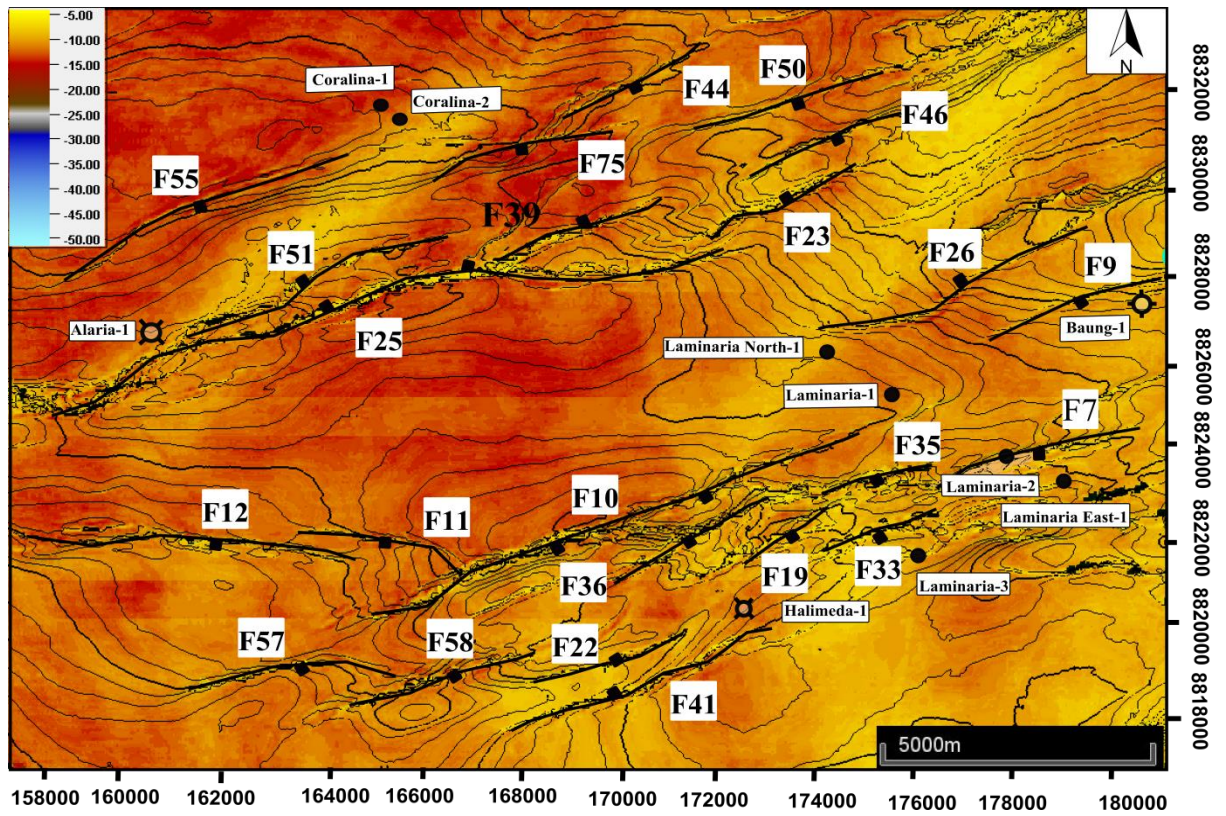 -5.00
-10.00
-15.00
-20.00
-25.00
-30.00
-35.00
-40.00
-45.00
-50.00
N
Coralina-1
Coralina-2
F44
F50
F46
F55
F75
F39
F23
F51
F26
F9
Alaria-1
F25
Baung-1
Laminaria North-1
Laminaria-1
F7
F35
Laminaria-2
F10
F12
F11
Laminaria East-1
F36
F19
F33
Laminaria-3
Halimeda-1
F57
F58
F22
F41
5000m
8832000
8830000
8828000
8826000
8824000
8822000
8820000
8818000
158000 160000 162000 164000 166000 168000 170000 172000 174000 176000 178000 180000